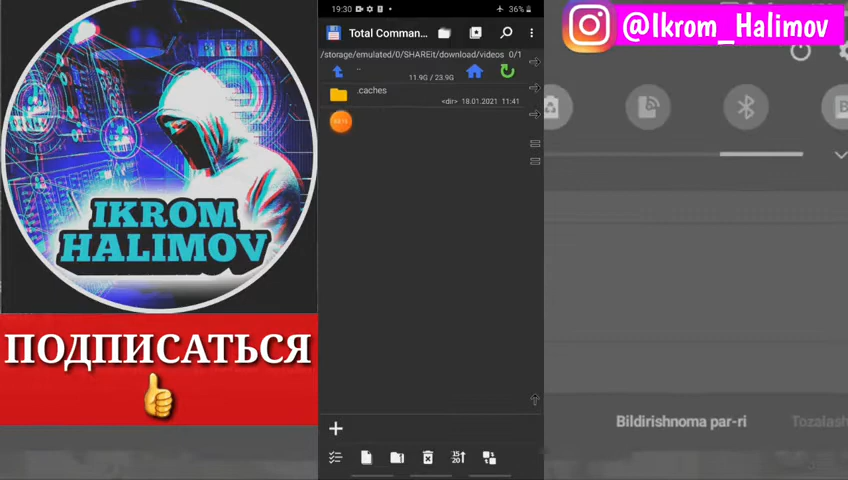 IKROM
HALIMOV
ПОДПИСАТЬСЯ
19:30
36%
Total Comman...
/storage/emulated/0/SHAREit/download/videos 0/1
..
11.9G / 23.9G
.caches
<dir> 18.01.2021 11:41
@Ikrom_Halimov
Bildirishnoma par-ri
Tozalash